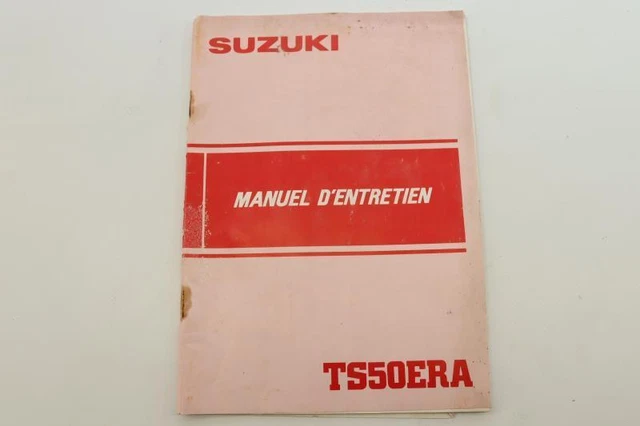 SUZUKI
MANUEL D'ENTRETIEN
TS50ERA